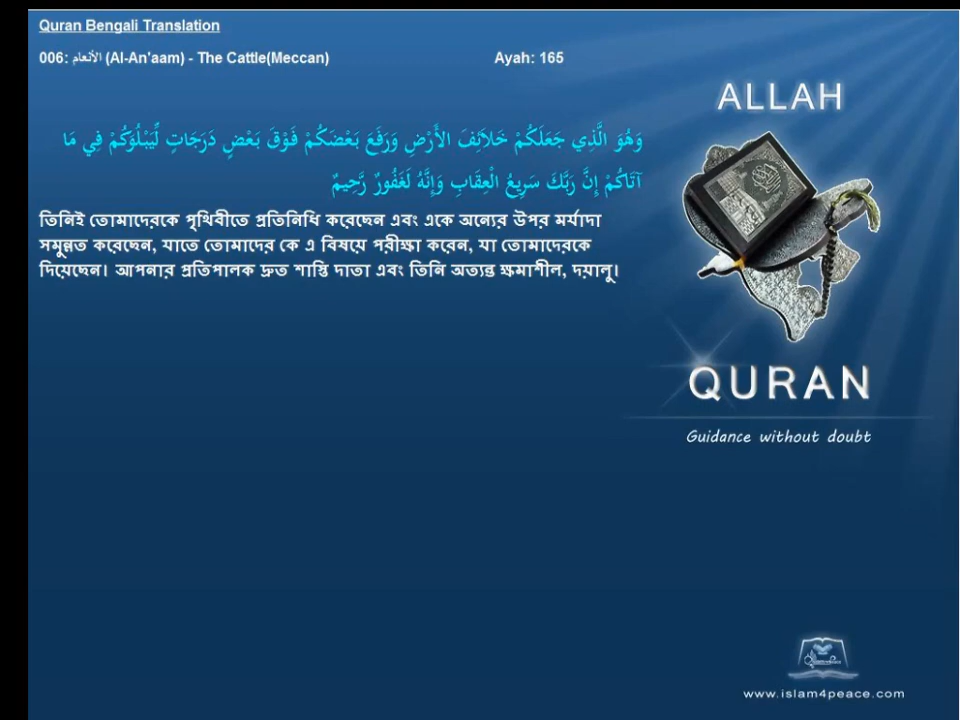 Quran Bengali Translation
006: الأنعام (Al-An'aam) - The Cattle(Meccan)
Ayah: 165
وَهُوَ الَّذِي جَعَلَكُمْ خَلاَئِفَ الأَرْضِ وَرَفَعَ بَعْضَكُمْ فَوْقَ بَعْضٍ دَرَجَاتٍ لِّيَبْلُوَكُمْ فِي مَا
آتَاكُمْ إِنَّ رَبَّكَ سَرِيعُ الْعِقَابِ وَإِنَّهُ لَغَفُورٌ رَّحِيمٌ
তিনিই তোমাদেরকে পৃথিবীতে প্রতিনিধি করেছেন এবং একে অন্যের উপর মর্যাদা
সমুন্নত করেছেন, যাতে তোমাদের কে এ বিষয়ে পরীক্ষা করেন, যা তোমাদেরকে
দিয়েছেন। আপনার প্রতিপালক দ্রুত শাস্তি দাতা এবং তিনি অত্যন্ত ক্ষমাশীল, দয়ালু।
ALLAH
QURAN
Guidance without doubt
www.islam4peace.com